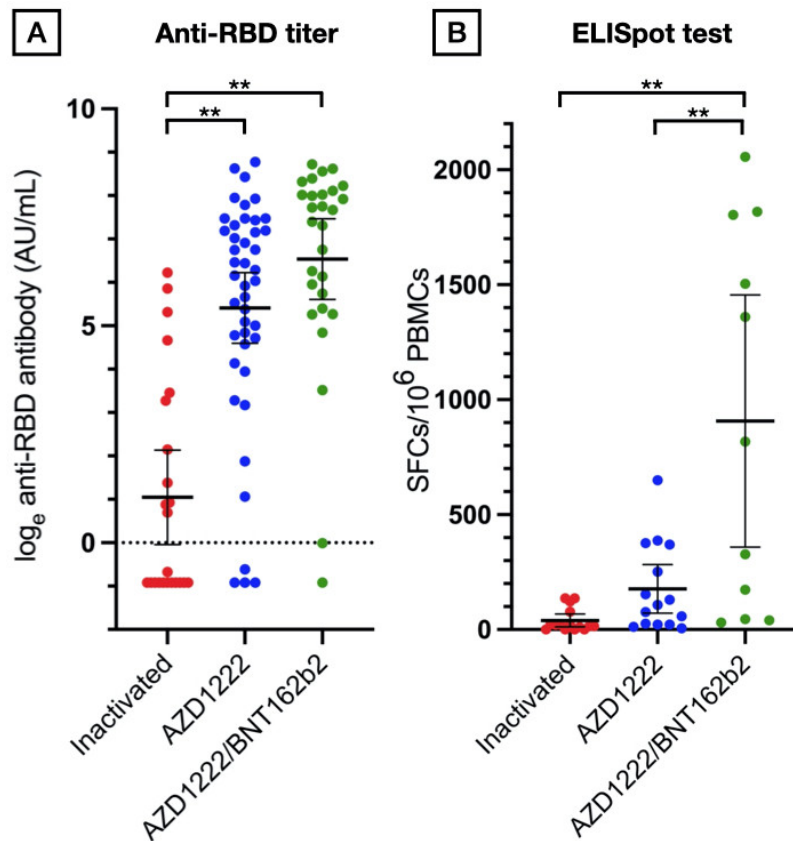 A Anti-RBD titer
** 
**
10
5
0
logₑ anti-RBD antibody (AU/mL)
Inactivated
AZD1222
AZD1222/BNT162b2
B ELISpot test
**
**
2000
1500
1000
500
0
SFCs/10⁶ PBMCs
Inactivated
AZD1222
AZD1222/BNT162b2